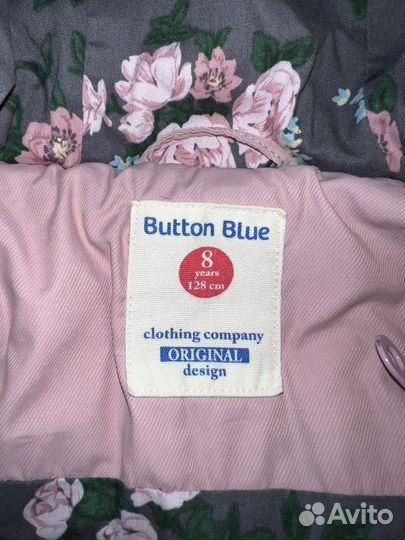 Button Blue
8
years
128 cm
clothing company
ORIGINAL
design
Avito